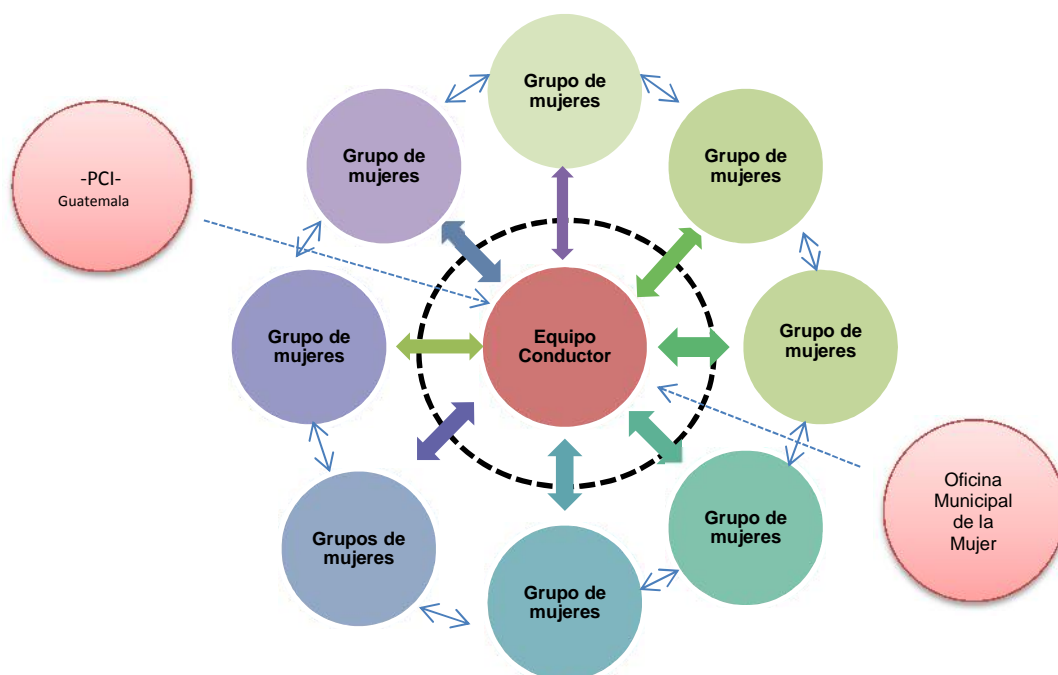 Grupo de
mujeres
Grupo de
mujeres
Grupo de
mujeres
-PCI-
Guatemala
Grupo de
mujeres
Equipo
Conductor
Grupo de
mujeres
Oficina
Municipal
de la
Mujer
Grupos de
mujeres
Grupo de
mujeres
Grupo de
mujeres